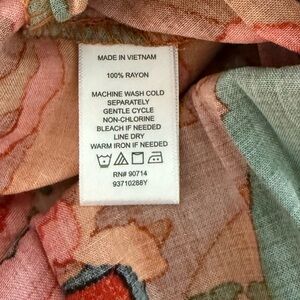 MADE IN VIETNAM
100% RAYON
MACHINE WASH COLD
SEPARATELY
GENTLE CYCLE
NON-CHLORINE
BLEACH IF NEEDED
LINE DRY
WARM IRON IF NEEDED
RN# 90714
93710288Y